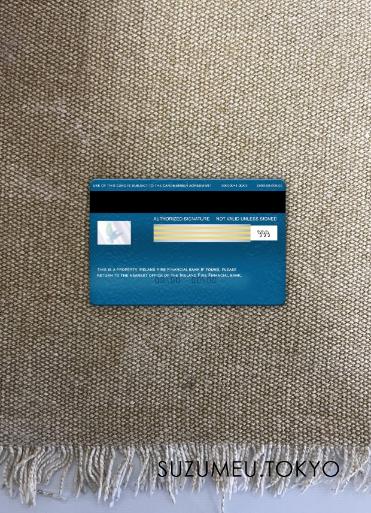 USE OF THIS CARD IS SUBJECT TO THE CARDMEMBER AGREEMENT
AUTHORIZED SIGNATURE NOT VALID UNLESS SIGNED
999
THIS IS A PROPERTY IRELAND FIRE FINANCIAL BANK IF FOUND, PLEASE
RETURN TO THE NEAREST OFFICE OF THE IRELAND FIRE FINANCIAL BANK.
SUZUMEU.TOKYO